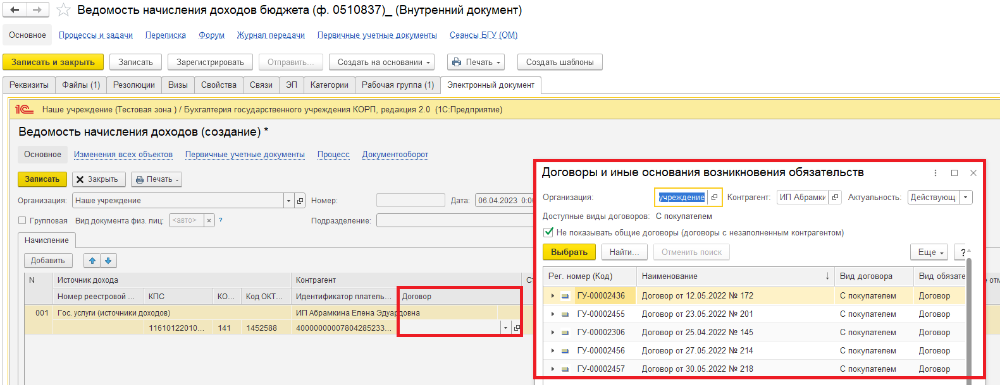 Ведомость начисления доходов бюджета (ф. 0510837)_ (Внутренний документ)
Основное Процессы и задачи Переписка Форум Журнал передачи Первичные учетные документы Сеансы БГУ (ОМ)
Записать и закрыть Записать Зарегистрировать Отправить... Создать на основании Печать Создать шаблоны
Реквизиты Файлы (1) Резолюции Визы Свойства Связи ЭП Категории Рабочая группа (1) Электронный документ
1С Наше учреждение (Тестовая зона ) / Бухгалтерия государственного учреждения КОРП, редакция 2.0 (1С:Предприятие)
Ведомость начисления доходов (создание) *
Основное Изменения всех объектов Первичные учетные документы Процесс Документооборот
Записать Закрыть Печать
Организация: Наше учреждение Номер: Дата: 06.04.2023 0:00
Групповая Вид документа физ. лиц: <авто> × ? Подразделение:
Начисление
Добавить
N Источник дохода Контрагент С
Номер реестровой ... КПС КО... Код ОКТ... Идентификатор платель... Договор
001 Гос. услуги (источники доходов) ИП Абрамкина Елена Эдуардовна
11610122010... 141 1452588 40000000007804285233...
Договоры и иные основания возникновения обязательств
Организация: учреждение Контрагент: ИП Абрамки Актуальность: Действующ
Доступные виды договоров: С покупателем
Не показывать общие договоры (договоры с незаполненным контрагентом)
Выбрать Найти... Отменить поиск Еще ?
Рег. номер (Код) Наименование ↓ Вид договора Вид обязате
ГУ-00002436 Договор от 12.05.2022 № 172 С покупателем Договор
ГУ-00002455 Договор от 23.05.2022 № 201 С покупателем Договор
ГУ-00002306 Договор от 25.04.2022 № 145 С покупателем Договор
ГУ-00002456 Договор от 27.05.2022 № 214 С покупателем Договор
ГУ-00002457 Договор от 30.05.2022 № 218 С покупателем Договор